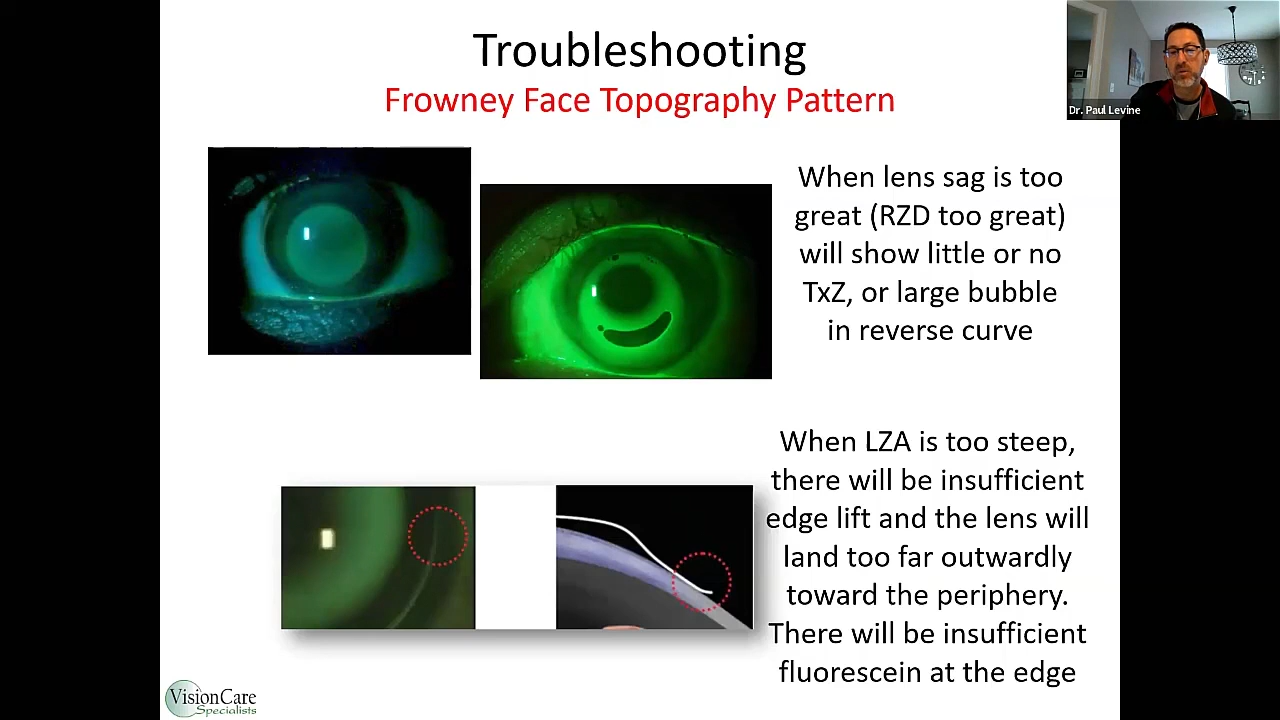 Troubleshooting
Frowney Face Topography Pattern
Dr. Paul Levine
When lens sag is too
great (RZD too great)
will show little or no
TxZ, or large bubble
in reverse curve
When LZA is too steep,
there will be insufficient
edge lift and the lens will
land too far outwardly
toward the periphery.
There will be insufficient
fluorescein at the edge
VisionCare
Specialists